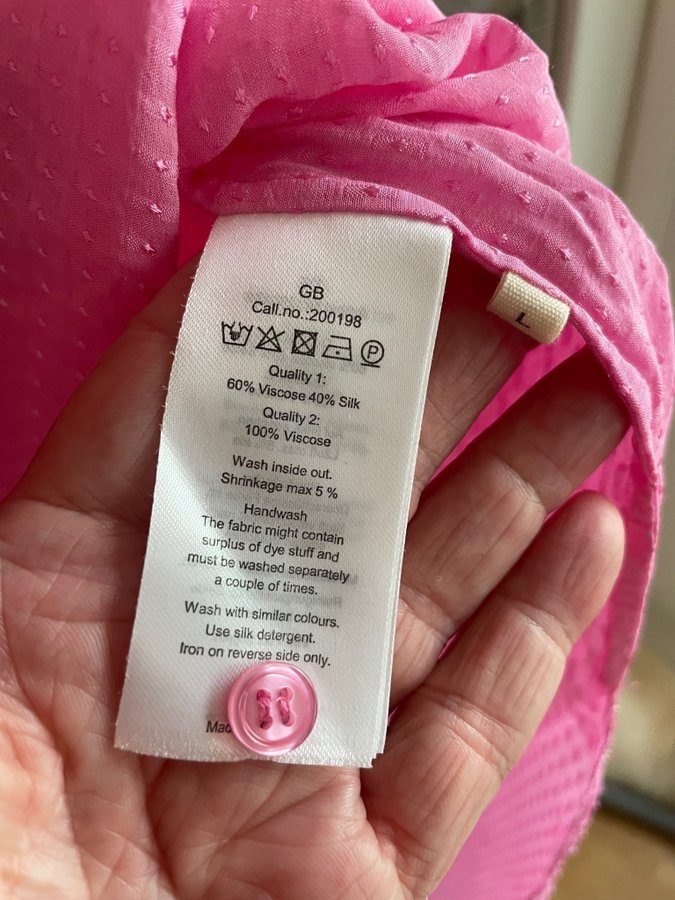 GB
Call.no.:200198
P
Quality 1:
60% Viscose 40% Silk
Quality 2:
100% Viscose
Wash inside out.
Shrinkage max 5 %
Handwash
The fabric might contain
surplus of dye stuff and
must be washed separately
a couple of times.
Wash with similar colours.
Use silk detergent.
Iron on reverse side only.
L